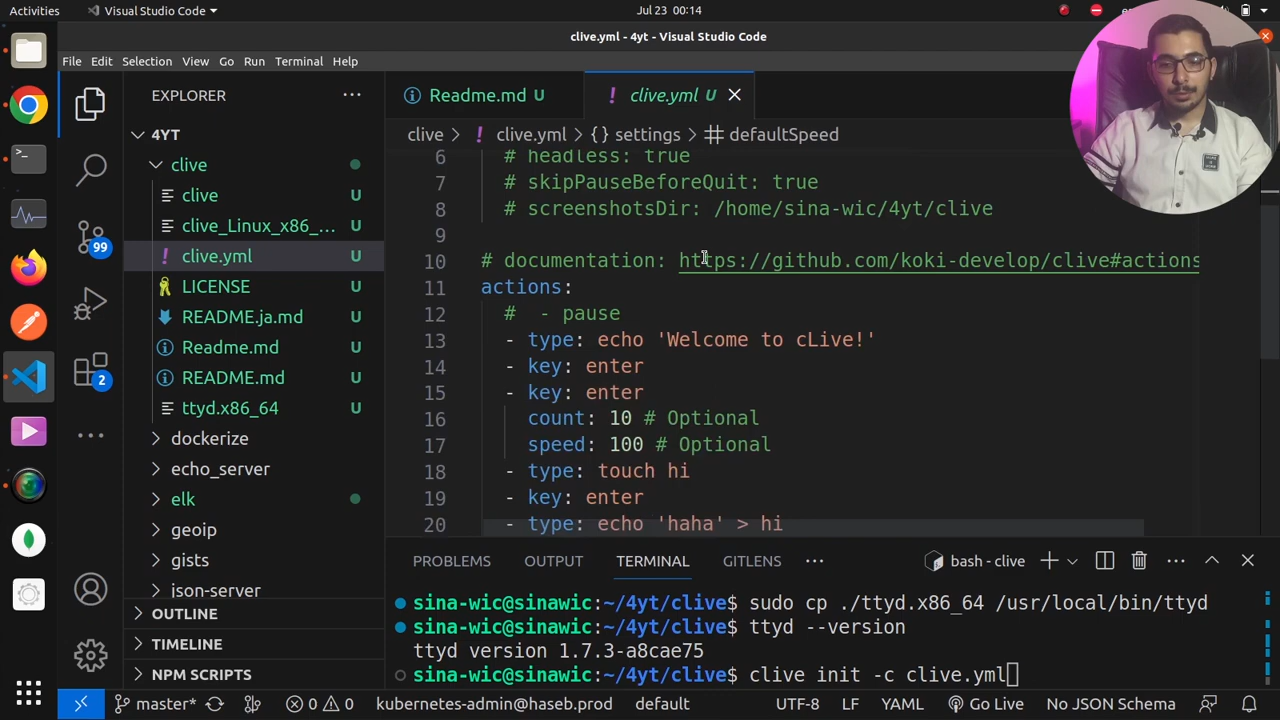 Activities
Visual Studio Code
Jul 23 00:14
clive.yml - 4yt - Visual Studio Code
File Edit Selection View Go Run Terminal Help
EXPLORER
Readme.md U
clive.yml U
4YT
clive > clive.yml > {} settings > defaultSpeed
clive
clive U
clive_Linux_x86_... U
clive.yml U
LICENSE U
README.ja.md U
Readme.md U
README.md U
ttyd.x86_64 U
dockerize
echo_server
elk
geoip
gists
json-server
OUTLINE
TIMELINE
NPM SCRIPTS
99
2
6 # headless: true
7 # skipPauseBeforeQuit: true
8 # screenshotsDir: /home/sina-wic/4yt/clive
9
10 # documentation: https://github.com/koki-develop/clive#actions
11 actions:
12 # - pause
13 - type: echo 'Welcome to cLive!'
14 - key: enter
15 - key: enter
16 count: 10 # Optional
17 speed: 100 # Optional
18 - type: touch hi
19 - key: enter
20 - type: echo 'haha' > hi
PROBLEMS OUTPUT TERMINAL GITLENS
bash - clive
sina-wic@sinawic:~/4yt/clive$ sudo cp ./ttyd.x86_64 /usr/local/bin/ttyd
sina-wic@sinawic:~/4yt/clive$ ttyd --version
ttyd version 1.7.3-a8cae75
sina-wic@sinawic:~/4yt/clive$ clive init -c clive.yml
master* 0 0 kubernetes-admin@haseb.prod default UTF-8 LF YAML Go Live No JSON Schema